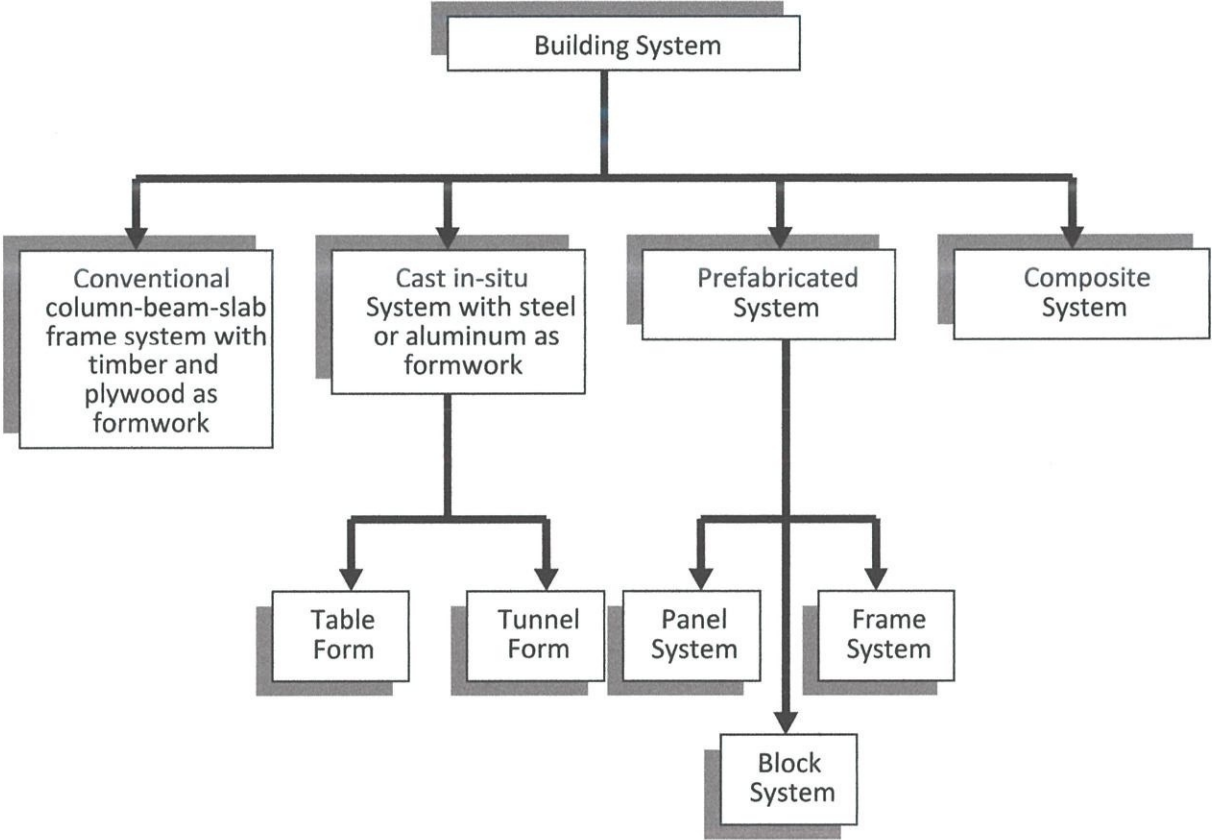 Building System
Conventional
column-beam-slab
frame system with
timber and
plywood as
formwork
Cast in-situ
System with steel
or aluminum as
formwork
Prefabricated
System
Composite
System
Table
Form
Tunnel
Form
Panel
System
Frame
System
Block
System